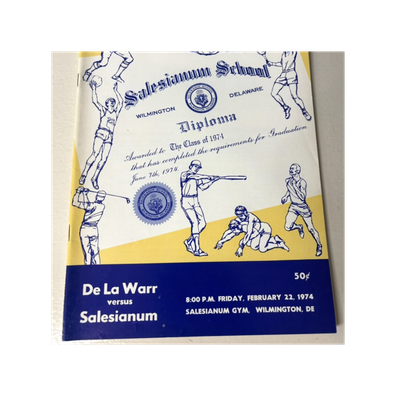 Salesianum School
WILMINGTON DELAWARE
Diploma
Awarded to The Class of 1974
that has completed the requirements for Graduation
June 7th, 1974.
50¢
De La Warr
versus
Salesianum
8:00 P.M. FRIDAY, FEBRUARY 22, 1974
SALESIANUM GYM, WILMINGTON, DE